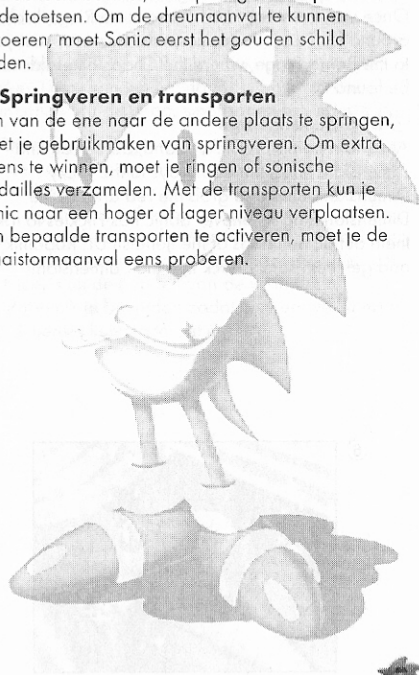 de toetsen. Om de dreunaanval te kunnen
oeren, moet Sonic eerst het gouden schild
den.
Springveren en transporten
n van de ene naar de andere plaats te springen,
et je gebruikmaken van springveren. Om extra
ens te winnen, moet je ringen of sonische
dailles verzamelen. Met de transporten kun je
nic naar een hoger of lager niveau verplaatsen.
n bepaalde transporten te activeren, moet je de
aaistormaanval eens proberen.